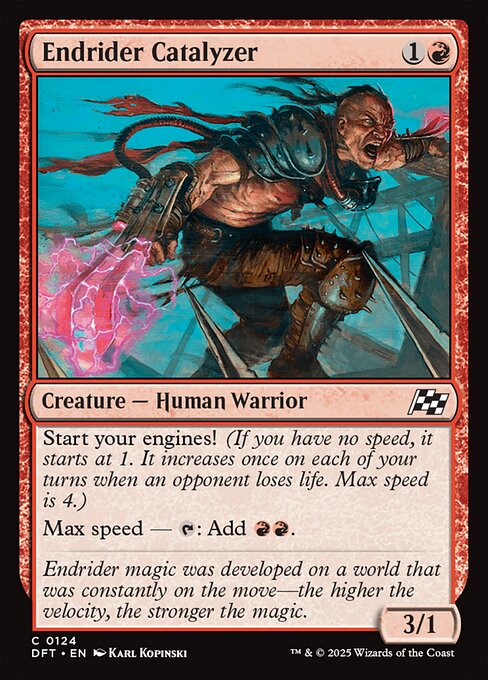 Endrider Catalyzer 1
Creature — Human Warrior
Start your engines! (If you have no speed, it
starts at 1. It increases once on each of your
turns when an opponent loses life. Max speed
is 4.)
Max speed — : Add .
Endrider magic was developed on a world that
was constantly on the move—the higher the
velocity, the stronger the magic.
3/1
C 0124
DFT • EN Karl Kopinski
™ & © 2025 Wizards of the Coast